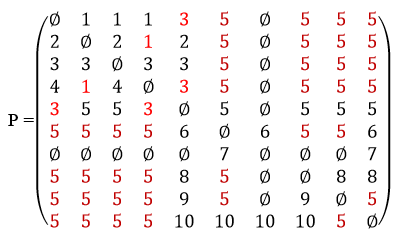 ∅ 1 1 1 3 5 ∅ 5 5 5
2 ∅ 2 1 2 5 ∅ 5 5 5
3 3 ∅ 3 3 5 ∅ 5 5 5
4 1 4 ∅ 3 5 ∅ 5 5 5
P = 3 5 5 3 ∅ 5 ∅ 5 5 5
5 5 5 5 6 ∅ 6 5 5 6
∅ ∅ ∅ ∅ ∅ 7 ∅ ∅ ∅ 7
5 5 5 5 8 5 ∅ ∅ 8 8
5 5 5 5 9 5 ∅ 9 ∅ 5
5 5 5 5 10 10 10 10 5 ∅